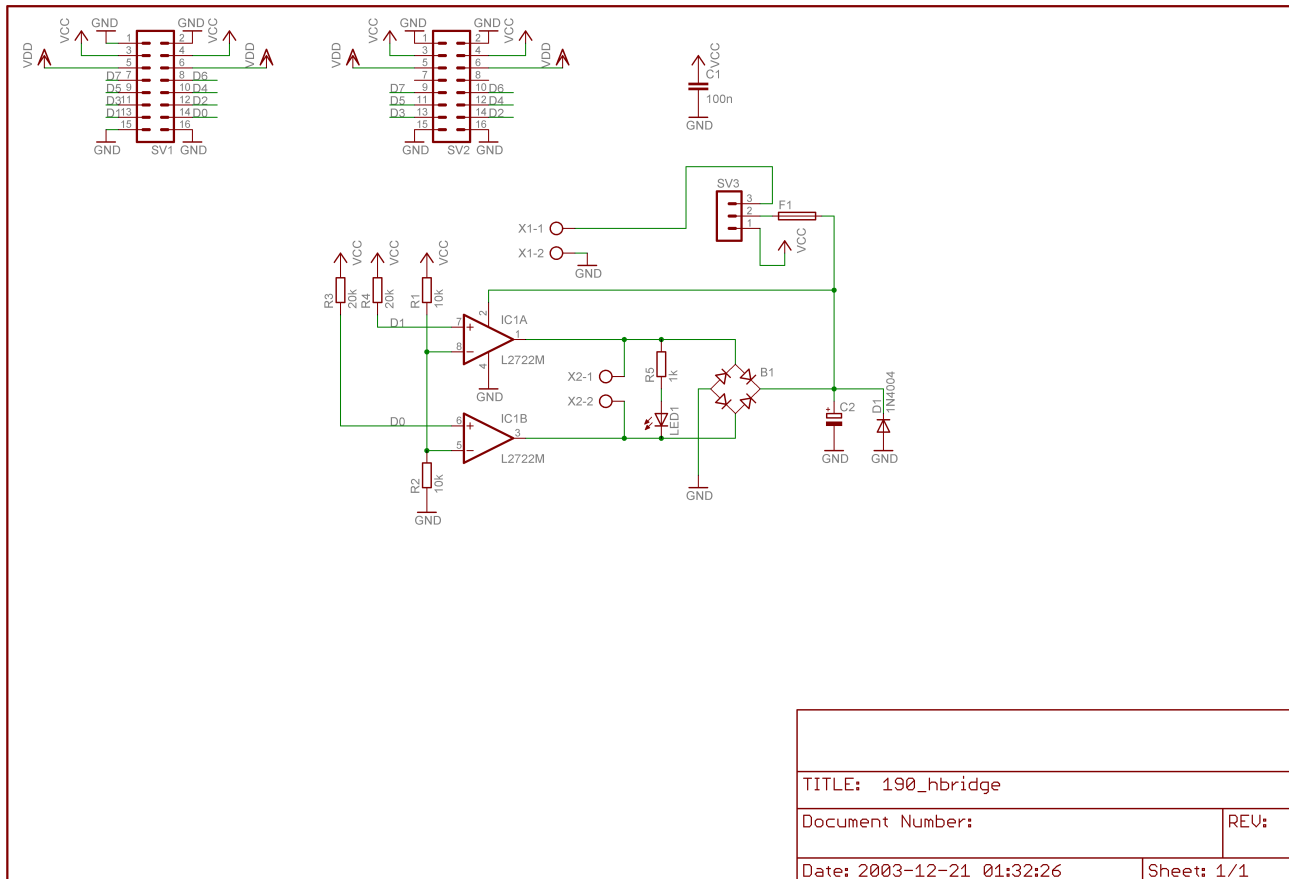 GND
GND
VCC
VCC
VDD
VDD
1 2
3 4
5 6
D7 7 8 D6
D5 9 10 D4
D3 11 12 D2
D1 13 14 D0
15 16
GND
SV1
GND
GND
GND
VCC
VCC
VDD
VDD
1 2
3 4
5 6
7 8
D7 9 10 D6
D5 11 12 D4
D3 13 14 D2
15 16
GND
SV2
GND
VCC
C1
100n
GND
SV3
3
2
1
F1
VCC
X1-1
X1-2
GND
VCC
VCC
VCC
R3
20k
R4
20k
R1
10k
D1
7
+
8
-
2
4
1
IC1A
L2722M
GND
X2-1
X2-2
R5
1k
LED1
B1
D0
6
+
5
-
3
IC1B
L2722M
R2
10k
GND
GND
+
C2
GND
D1
1N4004
GND
TITLE: 190_hbridge
Document Number:
REV:
Date: 2003-12-21 01:32:26
Sheet: 1/1